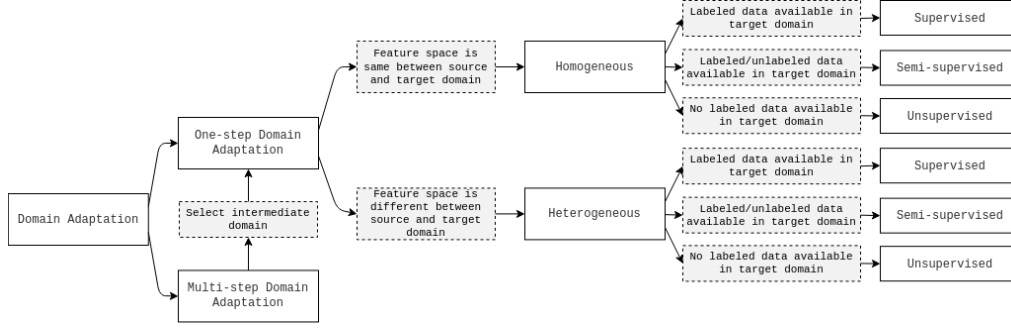 Domain Adaptation
One-step Domain
Adaptation
Select intermediate
domain
Multi-step Domain
Adaptation
Feature space is
same between source
and target domain
Feature space is
different between
source and target
domain
Homogeneous
Heterogeneous
Labeled data available in
target domain
Supervised
Labeled/unlabeled data
available in target domain
Semi-supervised
No labeled data available
in target domain
Unsupervised
Labeled data available in
target domain
Supervised
Labeled/unlabeled data
available in target domain
Semi-supervised
No labeled data available
in target domain
Unsupervised